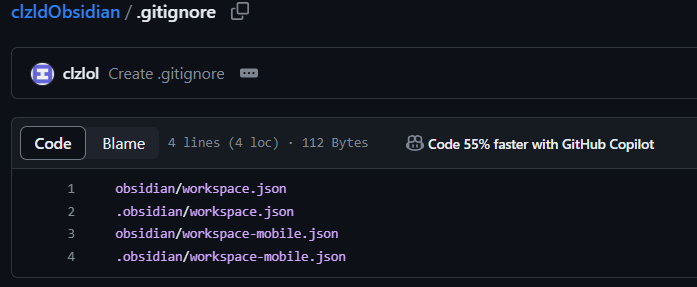 clzldObsidian / .gitignore
clzlol Create .gitignore
Code Blame 4 lines (4 loc) · 112 Bytes Code 55% faster with GitHub Copilot
1 obsidian/workspace.json
2 .obsidian/workspace.json
3 obsidian/workspace-mobile.json
4 .obsidian/workspace-mobile.json